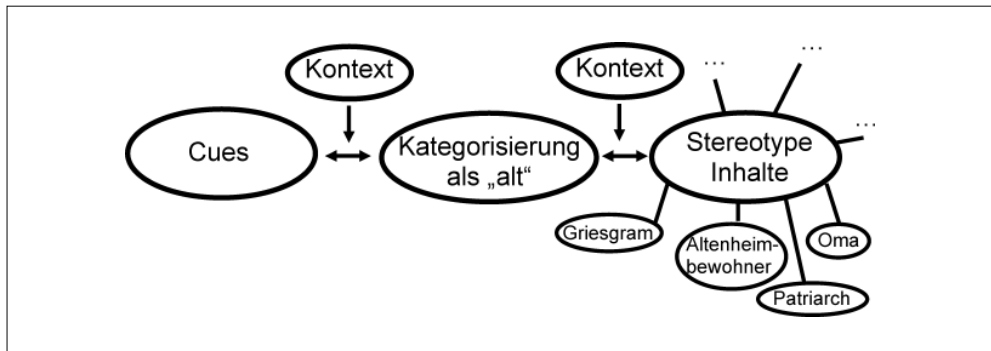 ...
...
Kontext
Kontext
...
Cues
Kategorisierung
als „alt“
Stereotype
Inhalte
Griesgram
Altenheim-
bewohner
Oma
Patriarch